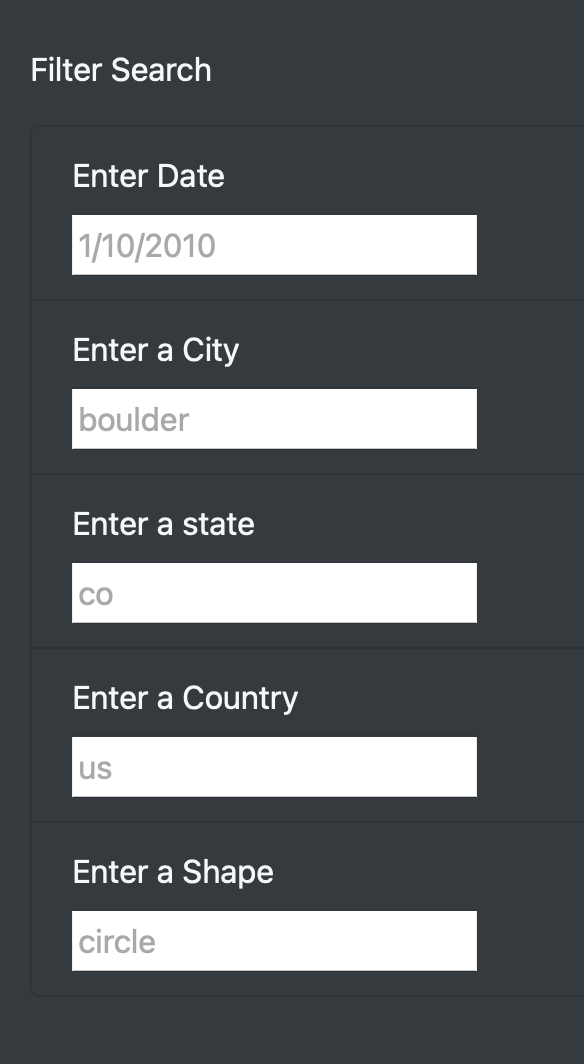 Filter Search
Enter Date
1/10/2010
Enter a City
boulder
Enter a state
co
Enter a Country
us
Enter a Shape
circle